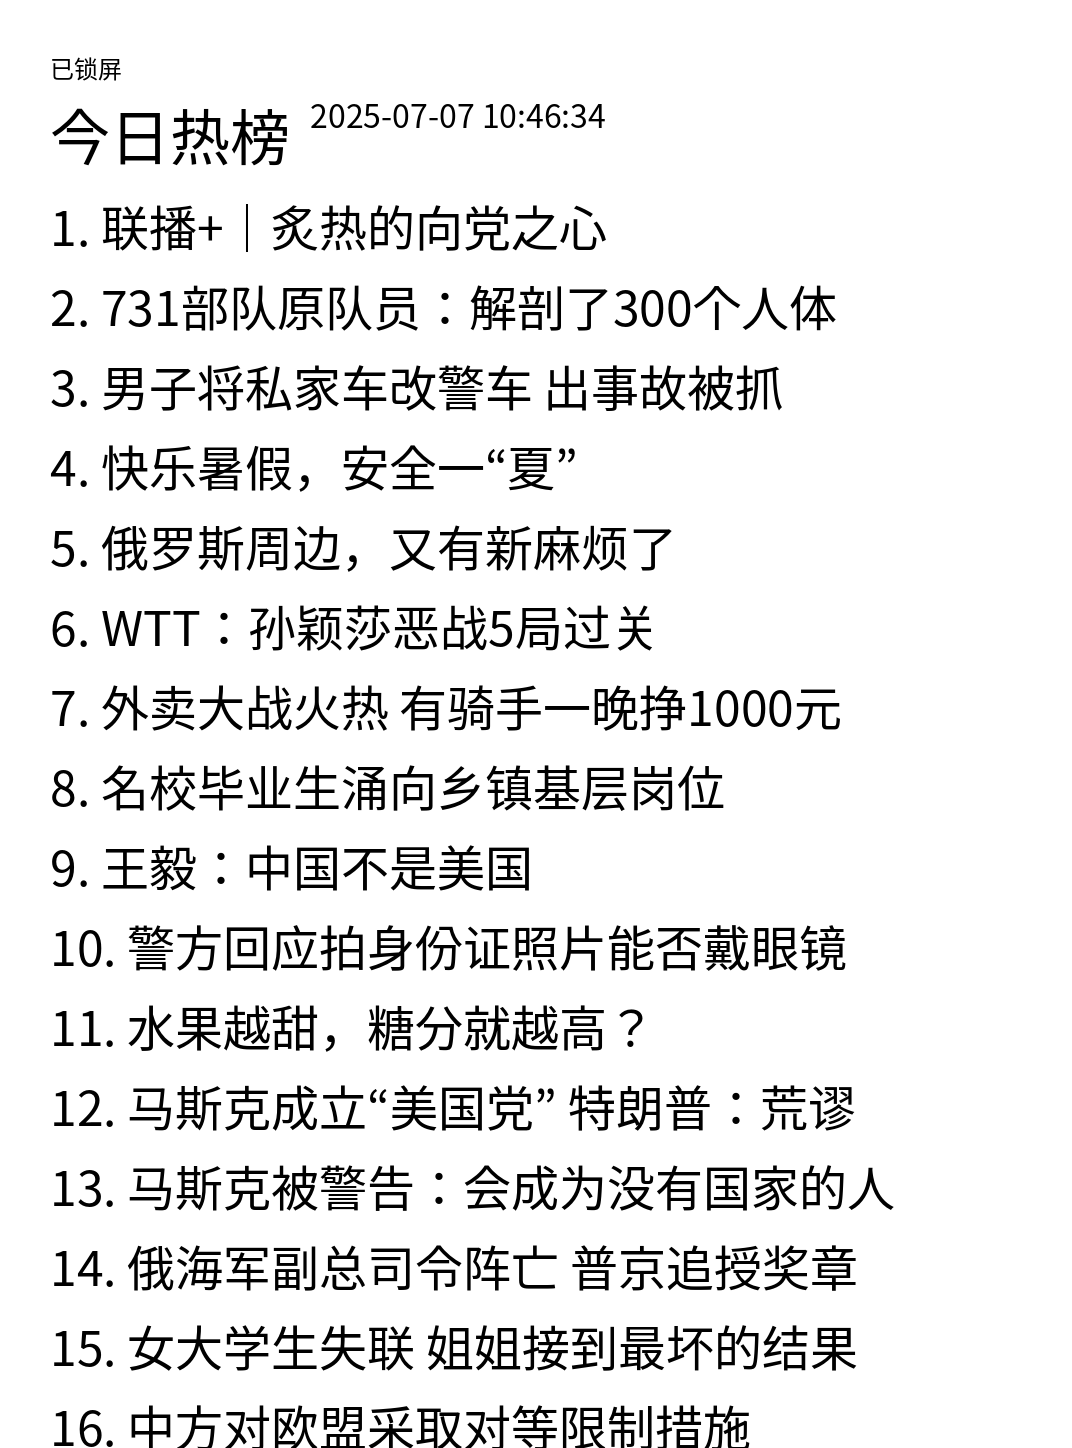 已锁屏
今日热榜 2025-07-07 10:46:34
1. 联播+｜炙热的向党之心
2. 731部队原队员：解剖了300个人体
3. 男子将私家车改警车 出事故被抓
4. 快乐暑假，安全一“夏”
5. 俄罗斯周边，又有新麻烦了
6. WTT：孙颖莎恶战5局过关
7. 外卖大战火热 有骑手一晚挣1000元
8. 名校毕业生涌向乡镇基层岗位
9. 王毅：中国不是美国
10. 警方回应拍身份证照片能否戴眼镜
11. 水果越甜，糖分就越高？
12. 马斯克成立“美国党” 特朗普：荒谬
13. 马斯克被警告：会成为没有国家的人
14. 俄海军副总司令阵亡 普京追授奖章
15. 女大学生失联 姐姐接到最坏的结果
16. 中方对欧盟采取对等限制措施